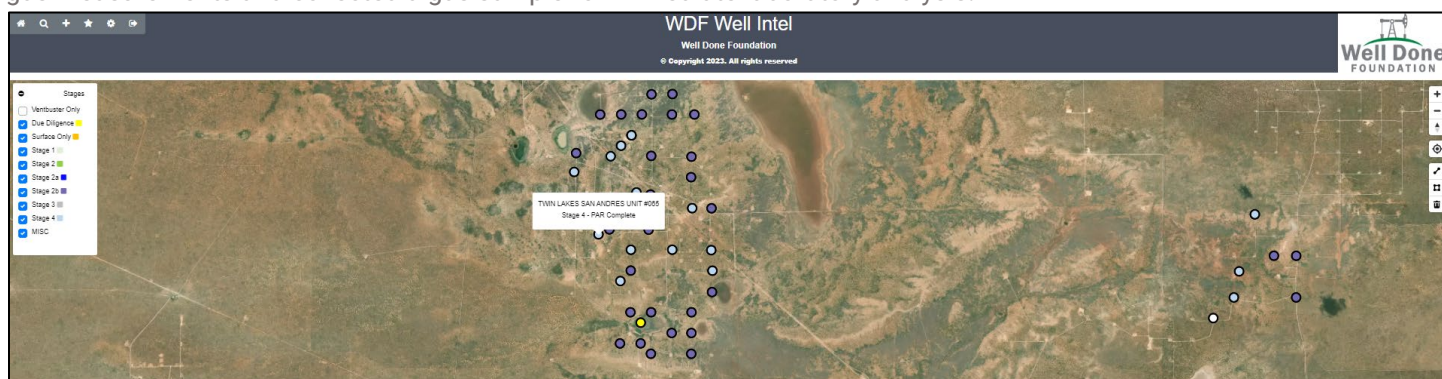 WDF Well Intel
Well Done Foundation
© Copyright 2023. All rights reserved
Well Done
FOUNDATION
Stages
Ventbuster Only
Due Diligence
Surface Only
Stage 1
Stage 2
Stage 2a
Stage 2b
Stage 3
Stage 4
MISC
TWIN LAKES SAN ANDRES UNIT #065
Stage 4 - PAR Complete